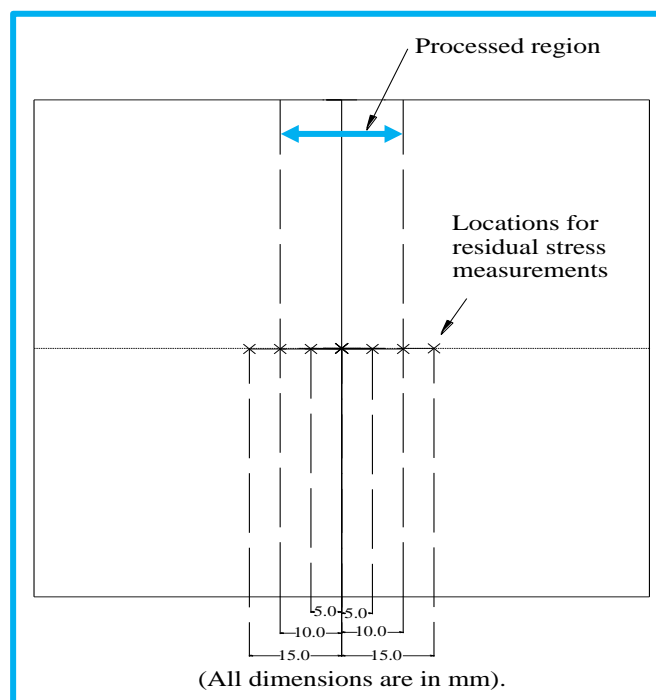 Processed region
Locations for
residual stress
measurements
5.0 5.0
10.0 10.0
15.0 15.0
(All dimensions are in mm).